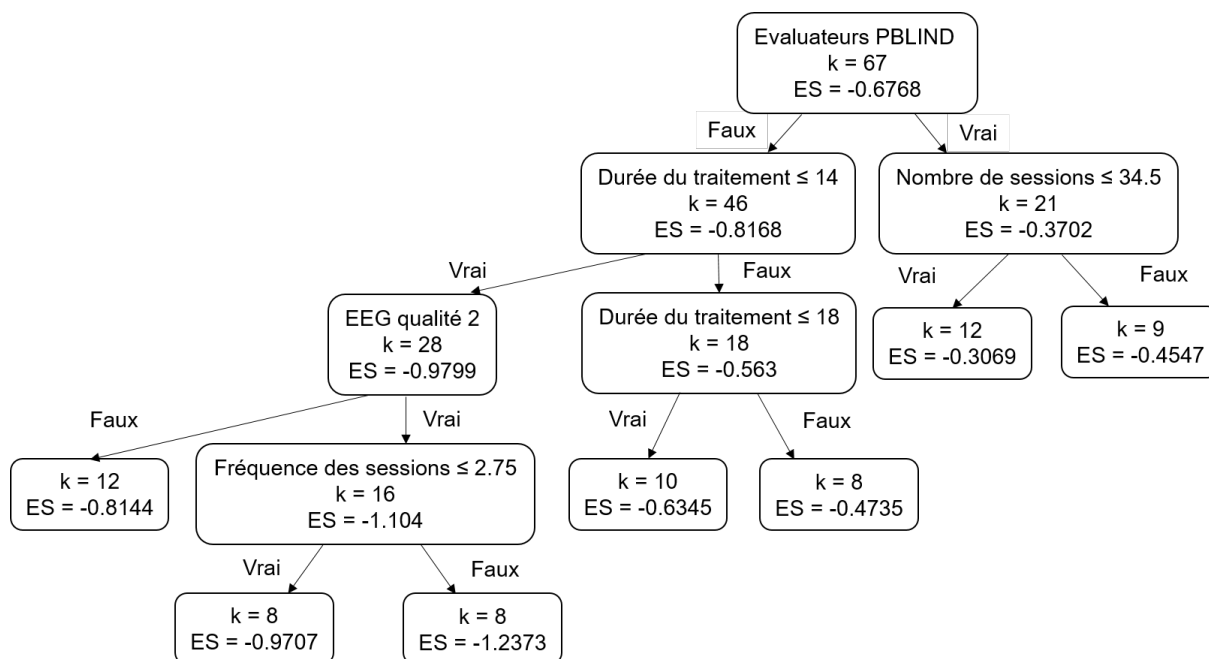 Evaluateurs PBLIND
k = 67
ES = -0.6768
Faux
Vrai
Durée du traitement ≤ 14
k = 46
ES = -0.8168
Nombre de sessions ≤ 34.5
k = 21
ES = -0.3702
Vrai
Faux
Vrai
Faux
EEG qualité 2
k = 28
ES = -0.9799
Durée du traitement ≤ 18
k = 18
ES = -0.563
k = 12
ES = -0.3069
k = 9
ES = -0.4547
Faux
Vrai
Vrai
Faux
k = 12
ES = -0.8144
Fréquence des sessions ≤ 2.75
k = 16
ES = -1.104
k = 10
ES = -0.6345
k = 8
ES = -0.4735
Vrai
Faux
k = 8
ES = -0.9707
k = 8
ES = -1.2373